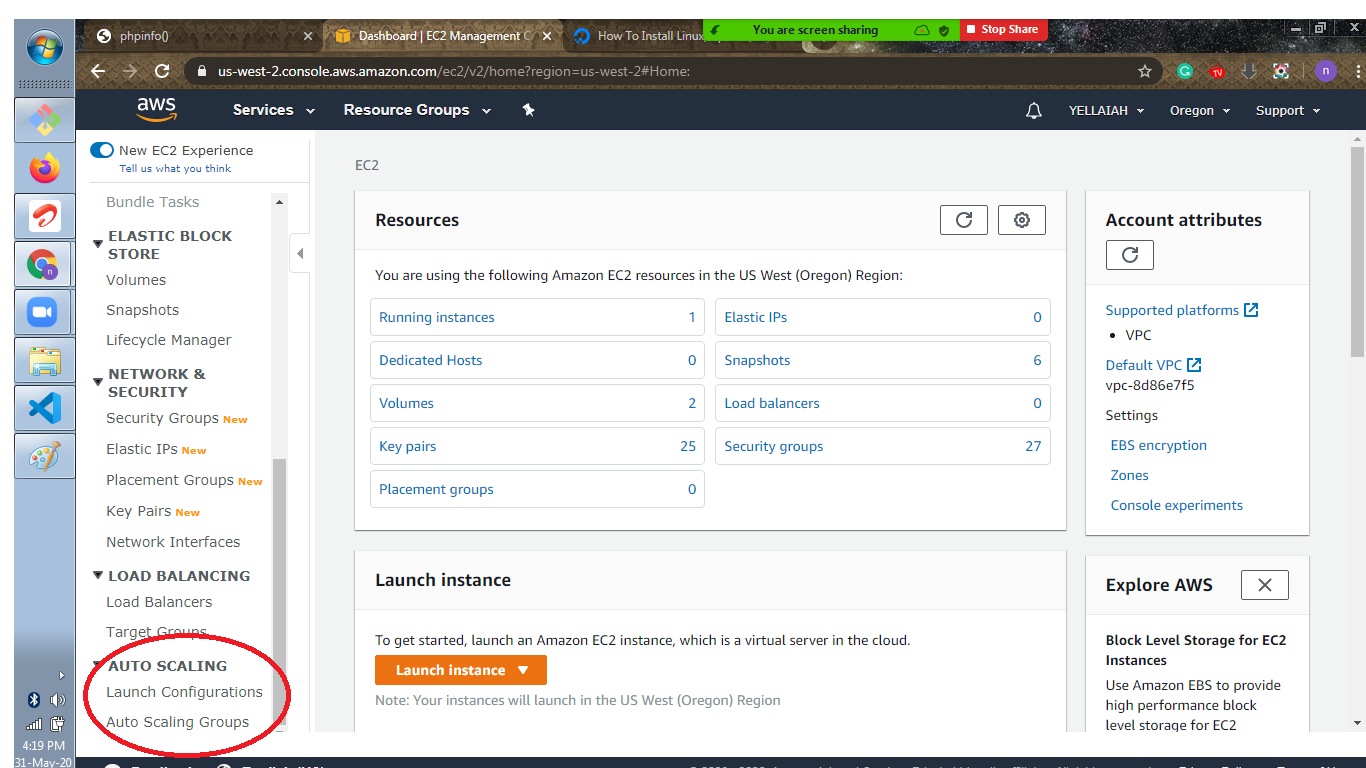 phpinfo()
Dashboard | EC2 Management C
How To Install Linux,
You are screen sharing
Stop Share
us-west-2.console.aws.amazon.com/ec2/v2/home?region=us-west-2#Home:
n
aws
Services
Resource Groups
YELLAIAH
Oregon
Support
New EC2 Experience
Tell us what you think
Bundle Tasks
ELASTIC BLOCK
STORE
Volumes
Snapshots
Lifecycle Manager
NETWORK &
SECURITY
Security Groups New
Elastic IPs New
Placement Groups New
Key Pairs New
Network Interfaces
LOAD BALANCING
Load Balancers
Target Groups
AUTO SCALING
Launch Configurations
Auto Scaling Groups
EC2
Resources
You are using the following Amazon EC2 resources in the US West (Oregon) Region:
Running instances 1
Elastic IPs 0
Dedicated Hosts 0
Snapshots 6
Volumes 2
Load balancers 0
Key pairs 25
Security groups 27
Placement groups 0
Launch instance
To get started, launch an Amazon EC2 instance, which is a virtual server in the cloud.
Launch instance
Note: Your instances will launch in the US West (Oregon) Region
Account attributes
Supported platforms
VPC
Default VPC
vpc-8d86e7f5
Settings
EBS encryption
Zones
Console experiments
Explore AWS
Block Level Storage for EC2
Instances
Use Amazon EBS to provide
high performance block
level storage for EC2
4:19 PM
31-May-20